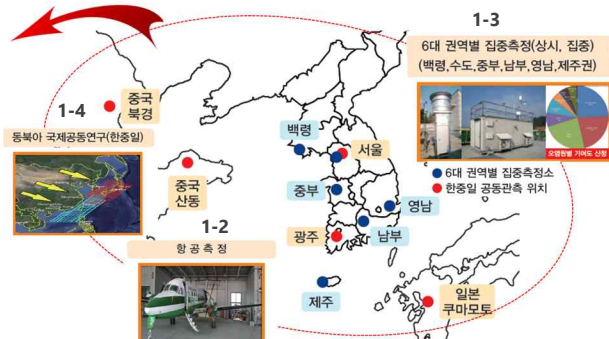 1-3
6대 권역별 집중측정(상시, 집중)
(백령,수도,중부,남부,영남,제주권)
오염원별 기여도 산정
6대 권역별 집중측정소
한중일 공동관측 위치
1-4
동북아 국제공동연구(한중일)
중국
북경
중국
산동
백령
서울
중부
영남
1-2
항공측정
광주
남부
제주
일본
쿠마모토